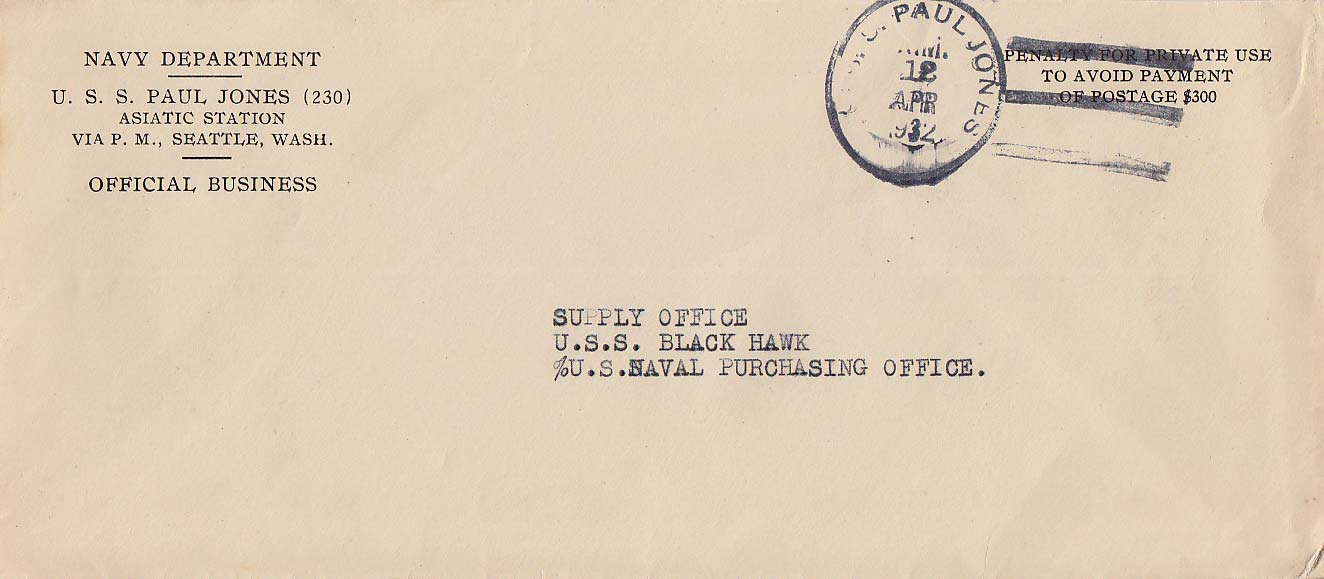 NAVY DEPARTMENT
U. S. S. PAUL JONES (230)
ASIATIC STATION
VIA P. M., SEATTLE, WASH.
OFFICIAL BUSINESS
U.S.S. PAUL JONES
A.M.
12
APR
1932
PENALTY FOR PRIVATE USE
TO AVOID PAYMENT
OF POSTAGE $300
SUPPLY OFFICE
U.S.S. BLACK HAWK
%U.S.NAVAL PURCHASING OFFICE.